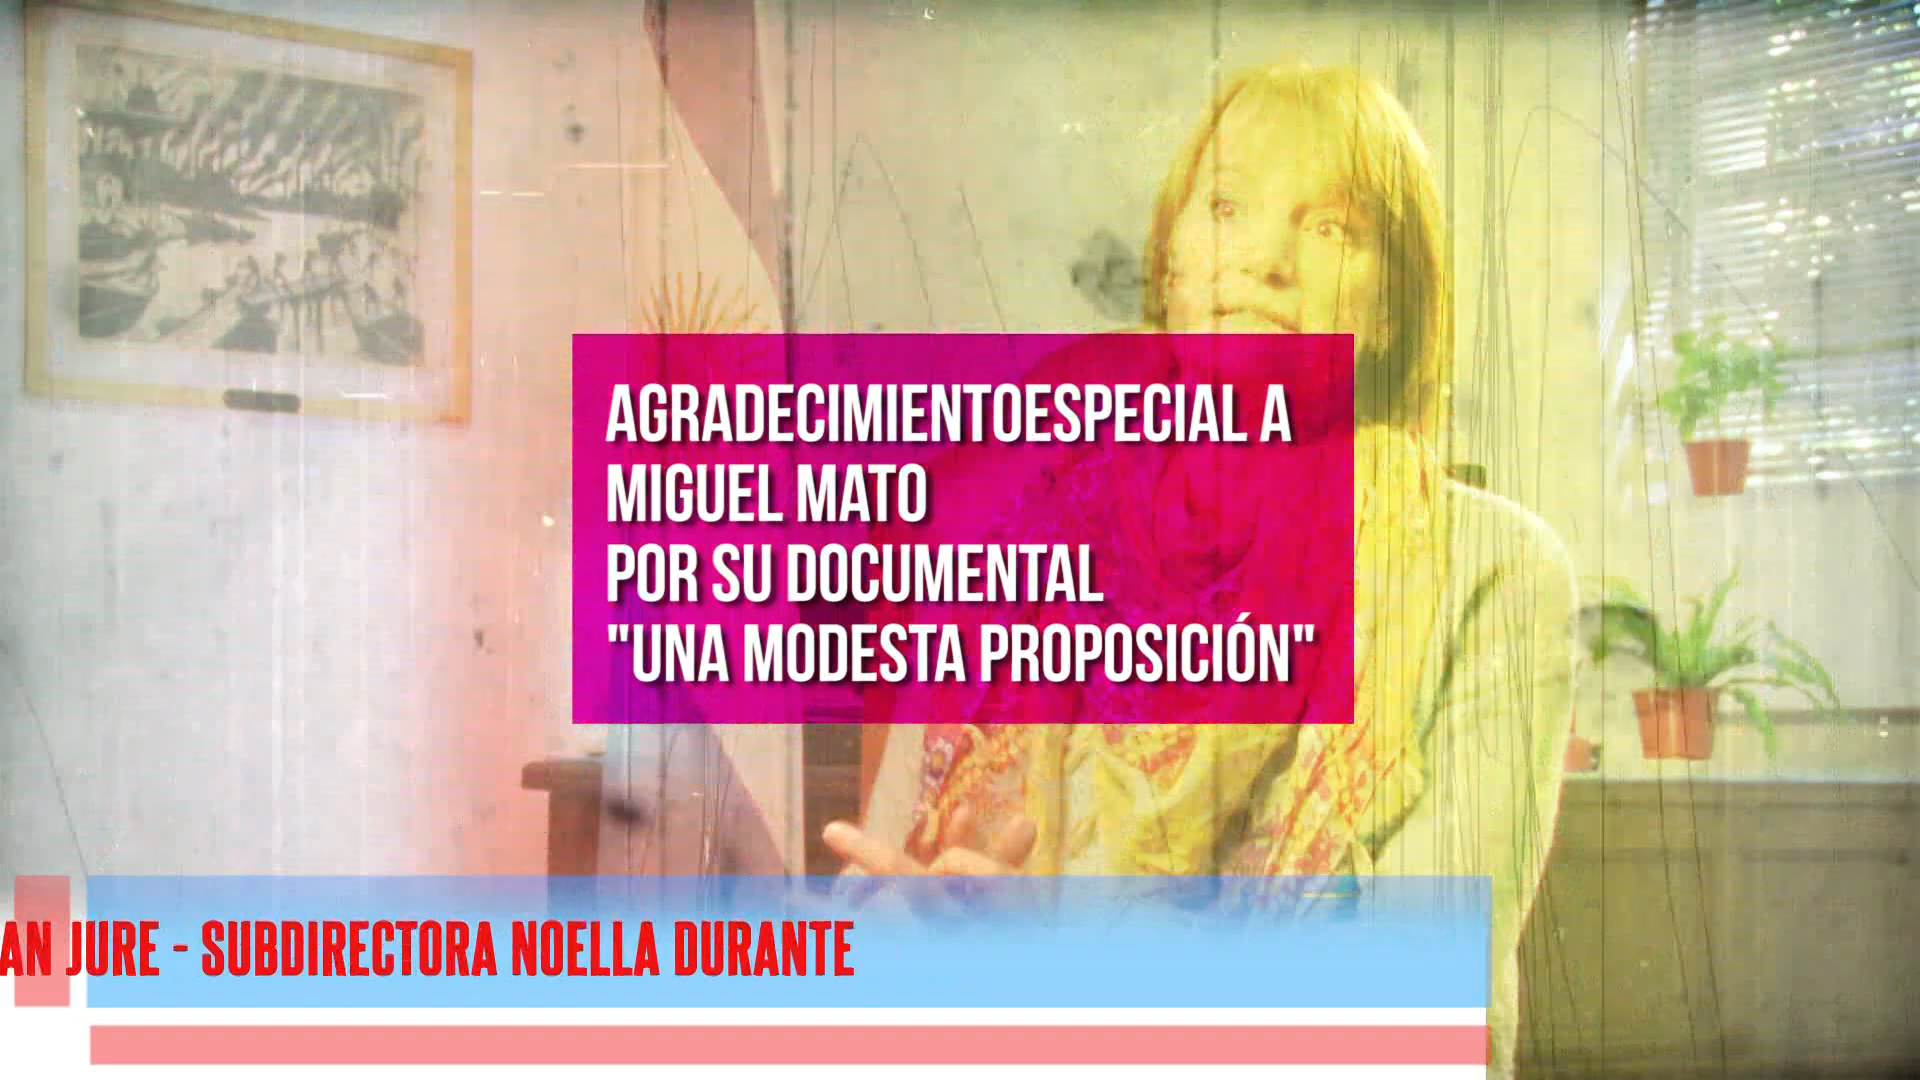 AGRADECIMIENTOESPECIAL A
MIGUEL MATO
POR SU DOCUMENTAL
"UNA MODESTA PROPOSICIÓN"
AN JURE - SUBDIRECTORA NOELLA DURANTE